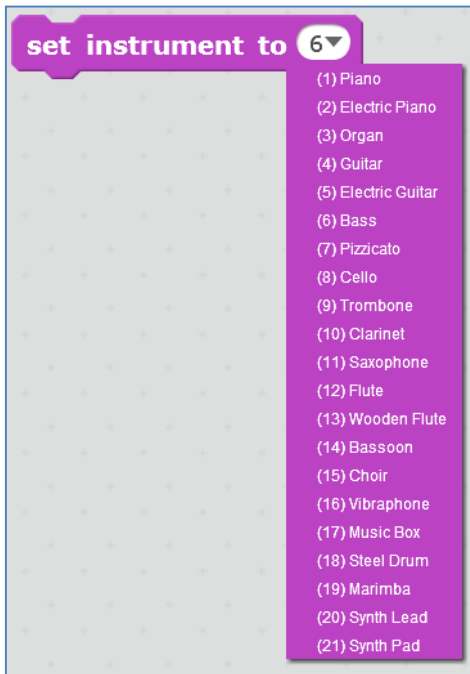 set instrument to 6
(1) Piano
(2) Electric Piano
(3) Organ
(4) Guitar
(5) Electric Guitar
(6) Bass
(7) Pizzicato
(8) Cello
(9) Trombone
(10) Clarinet
(11) Saxophone
(12) Flute
(13) Wooden Flute
(14) Bassoon
(15) Choir
(16) Vibraphone
(17) Music Box
(18) Steel Drum
(19) Marimba
(20) Synth Lead
(21) Synth Pad